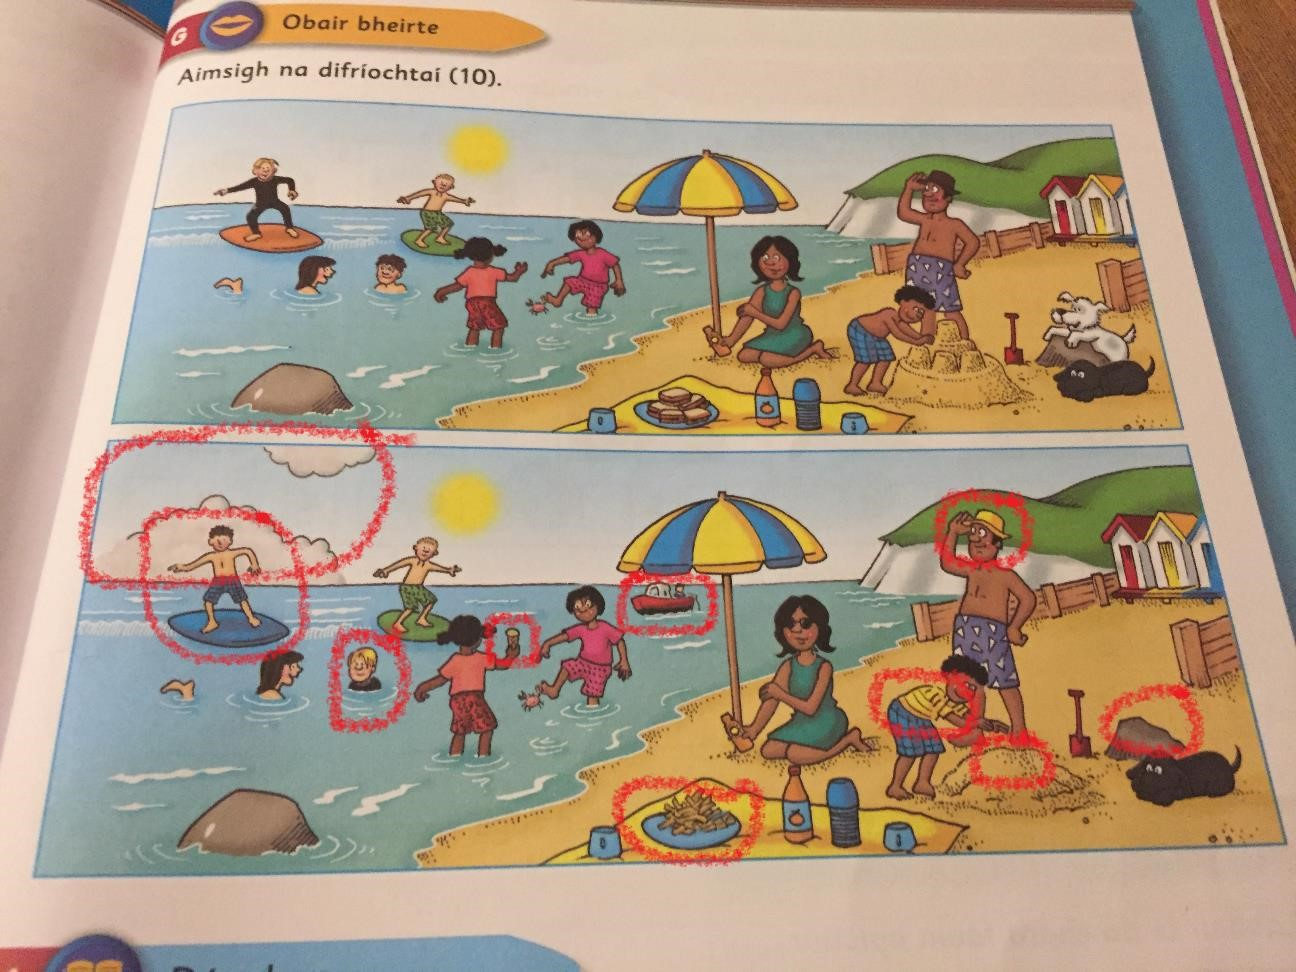 G
Obair bheirte
Aimsigh na difríochtaí (10).